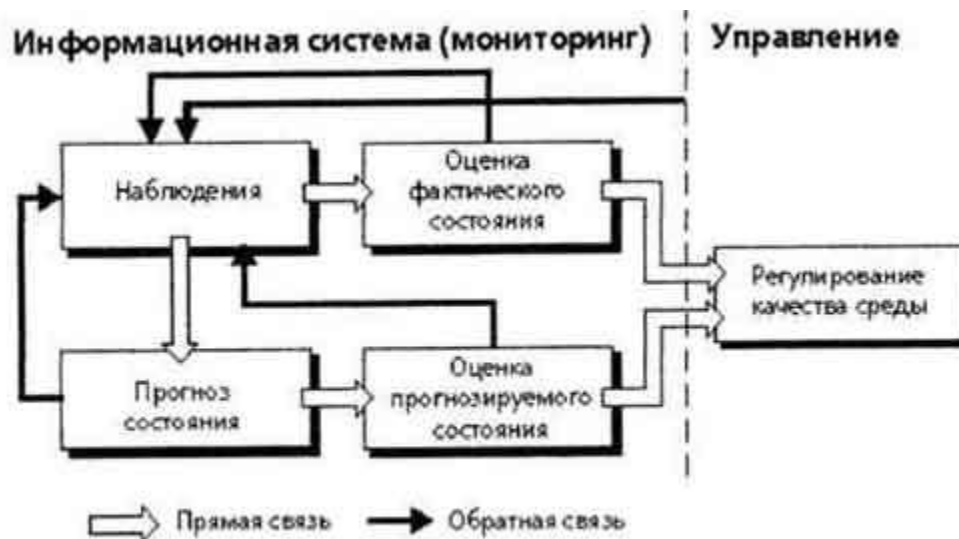 Информационная система (мониторинг)
Управление
Наблюдения
Оценка
фактического
состояния
Регулирование
качества среды
Прогноз
состояния
Оценка
прогнозируемого
состояния
Прямая связь
Обратная связь